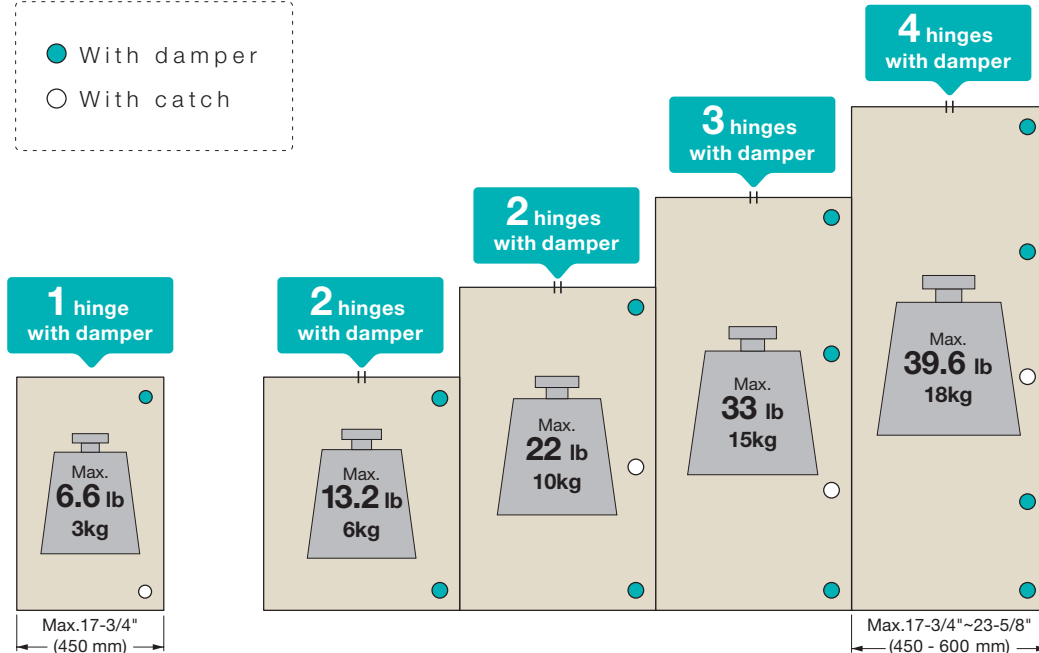 With damper
With catch
1 hinge
with damper
2 hinges
with damper
2 hinges
with damper
3 hinges
with damper
4 hinges
with damper
Max.
6.6 lb
3kg
Max.
13.2 lb
6kg
Max.
22 lb
10kg
Max.
33 lb
15kg
Max.
39.6 lb
18kg
Max.17-3/4"
(450 mm)
Max.17-3/4"~23-5/8"
(450 - 600 mm)